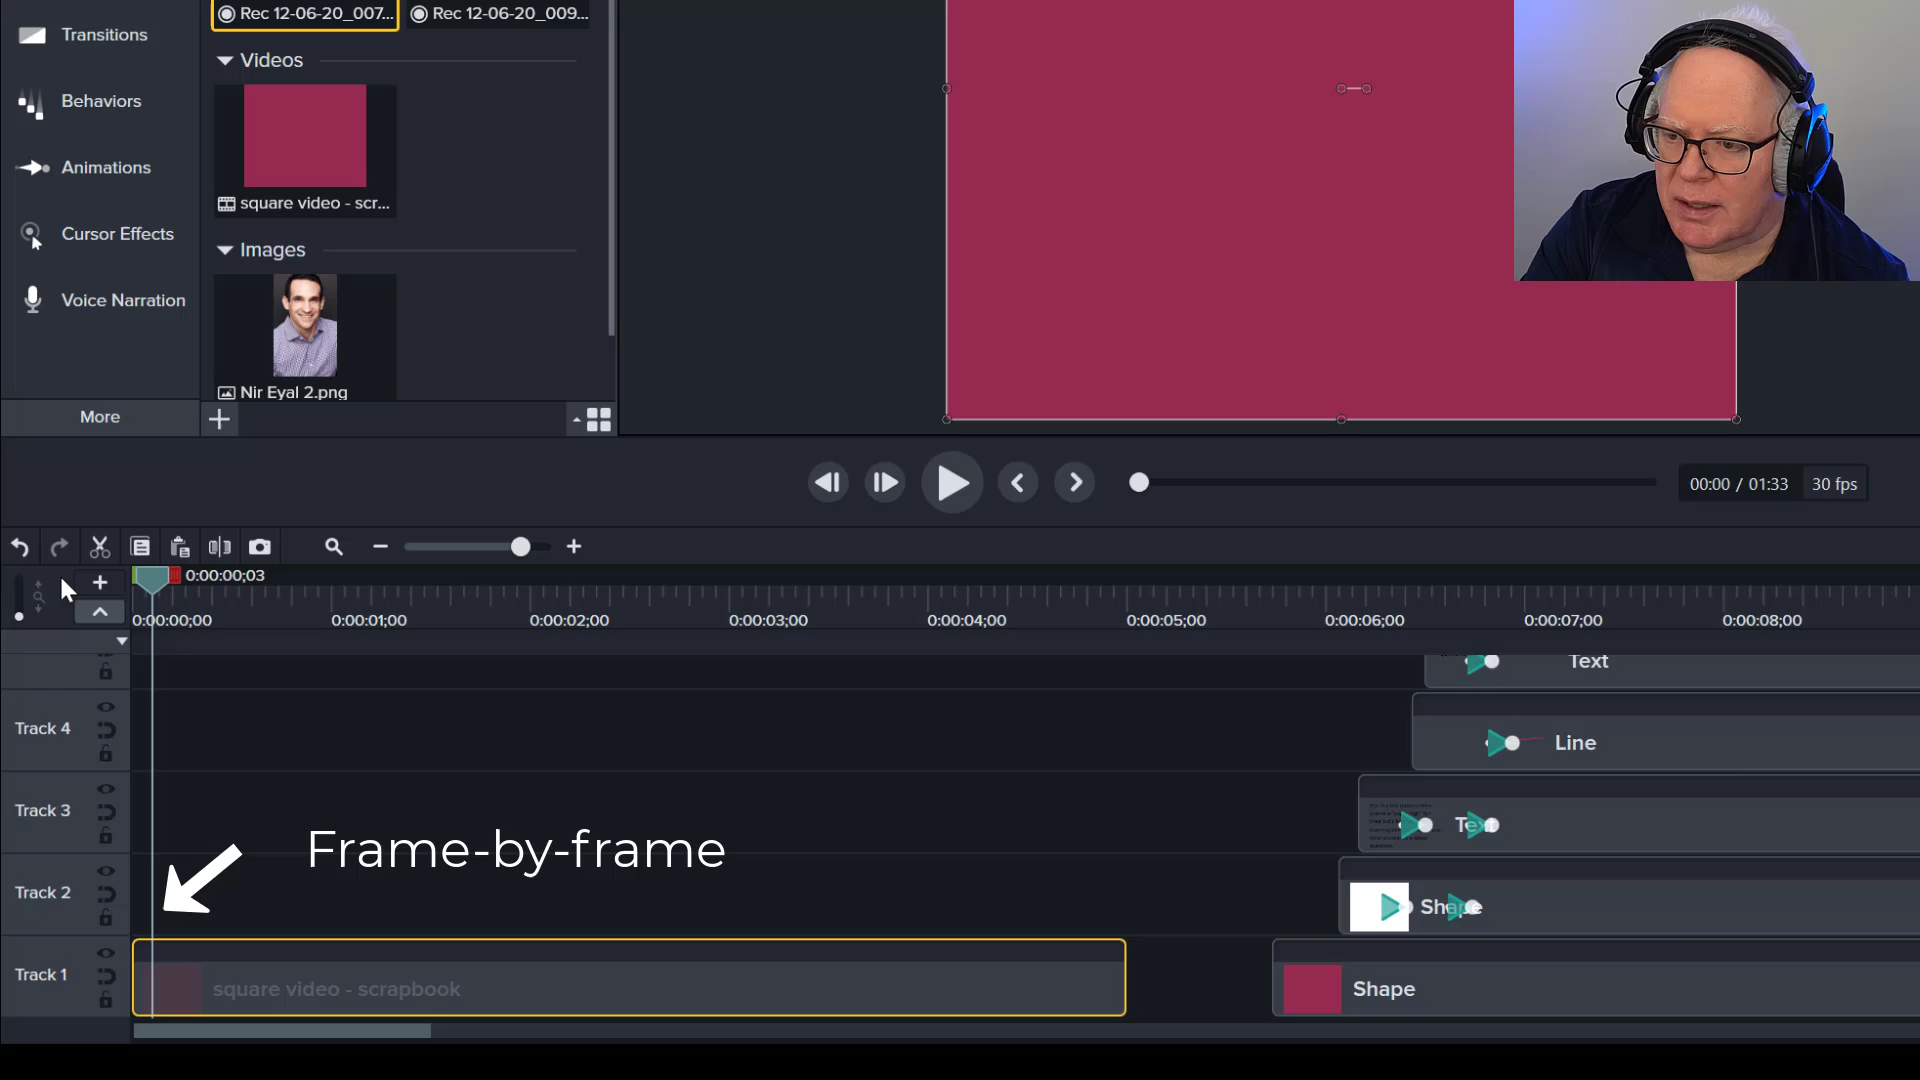 Transitions
Behaviors
Animations
Cursor Effects
Voice Narration
More
Rec 12-06-20_007...
Rec 12-06-20_009...
Videos
square video - scr...
Images
Nir Eyal 2.png
00:00 / 01:33
30 fps
0:00:00;03
0:00:00;00
0:00:01;00
0:00:02;00
0:00:03;00
0:00:04;00
0:00:05;00
0:00:06;00
0:00:07;00
0:00:08;00
Text
Track 4
Line
Track 3
Text
Frame-by-frame
Track 2
Shape
Track 1
square video - scrapbook
Shape